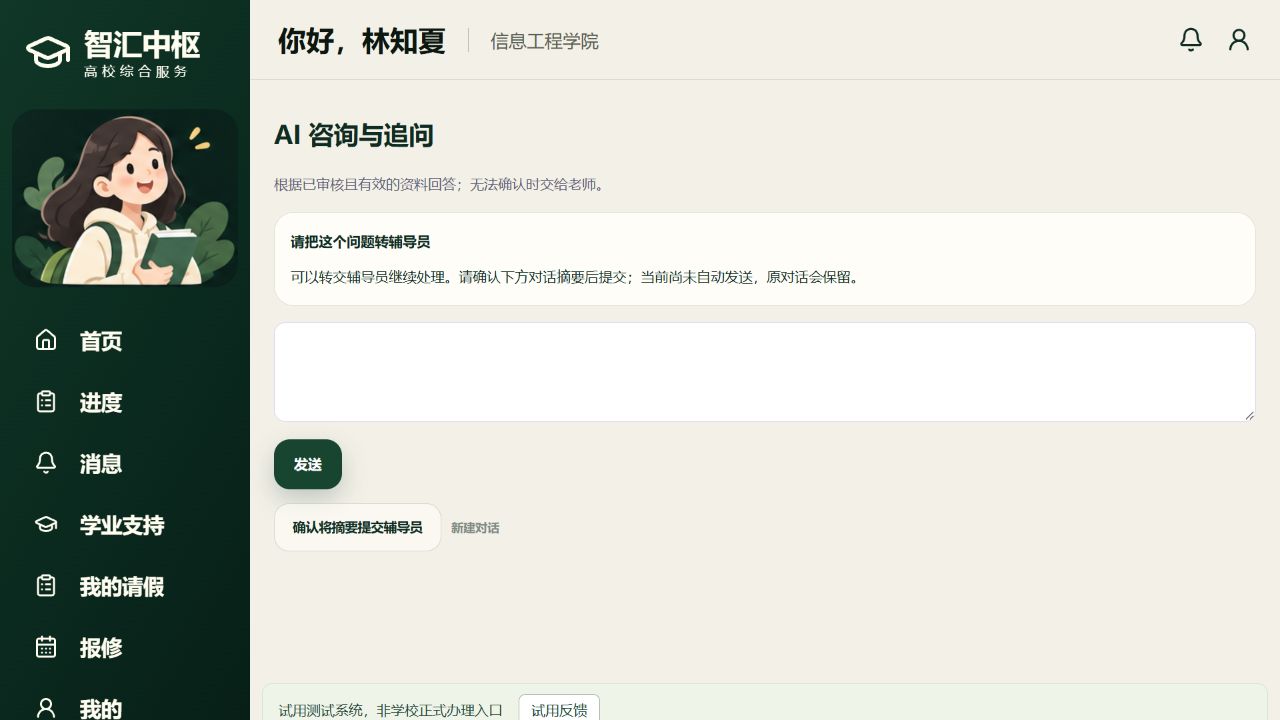 智汇中枢
高校综合服务
首页
进度
消息
学业支持
我的请假
报修
我的
你好，林知夏
信息工程学院
AI 咨询与追问
根据已审核且有效的资料回答；无法确认时交给老师。
请把这个问题转辅导员
可以转交辅导员继续处理。请确认下方对话摘要后提交；当前尚未自动发送，原对话会保留。
发送
确认将摘要提交辅导员
新建对话
试用测试系统，非学校正式办理入口
试用反馈